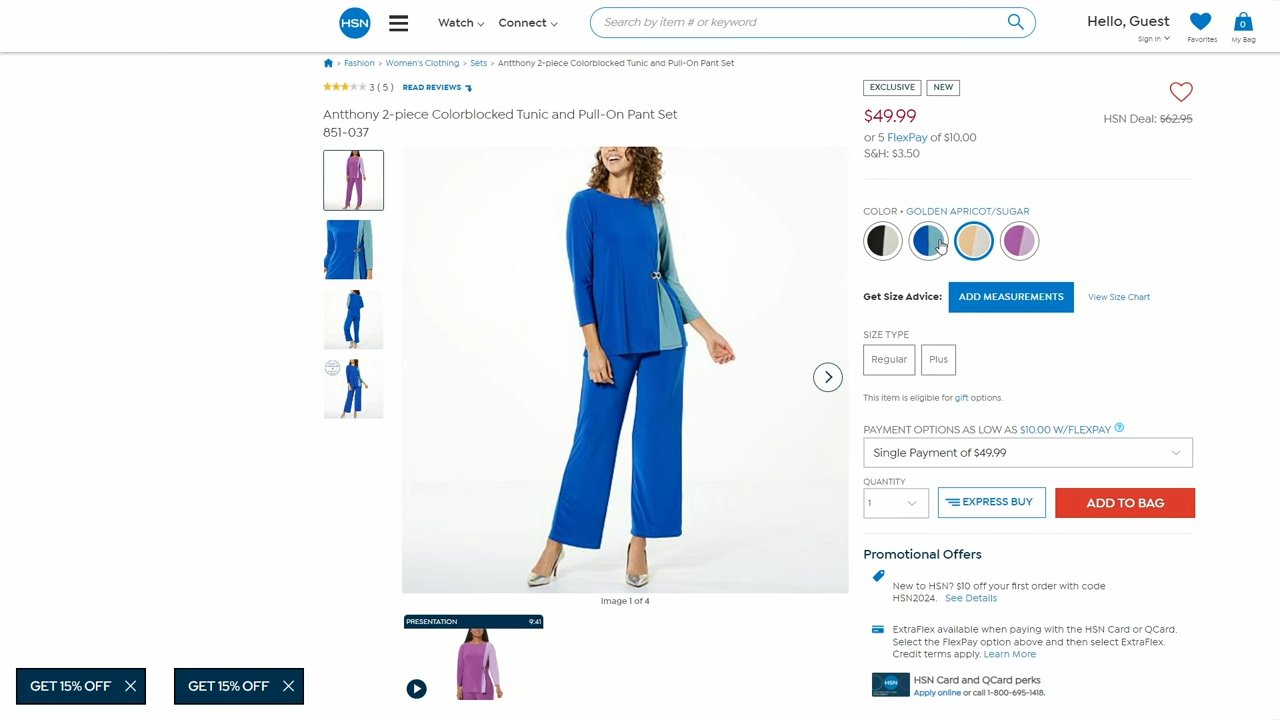 HSN
Watch
Connect
Search by item # or keyword
Hello, Guest
Sign in
Favorites
0
My Bag
> Fashion > Women's Clothing > Sets > Antthony 2-piece Colorblocked Tunic and Pull-On Pant Set
3 ( 5 ) READ REVIEWS
Antthony 2-piece Colorblocked Tunic and Pull-On Pant Set
851-037
Image 1 of 4
PRESENTATION 9:41
EXCLUSIVE NEW
$49.99
HSN Deal: $62.95
or 5 FlexPay of $10.00
S&H: $3.50
COLOR • GOLDEN APRICOT/SUGAR
Get Size Advice: ADD MEASUREMENTS View Size Chart
SIZE TYPE
Regular Plus
This item is eligible for gift options.
PAYMENT OPTIONS AS LOW AS $10.00 W/FLEXPAY ?
Single Payment of $49.99
QUANTITY
1 EXPRESS BUY ADD TO BAG
Promotional Offers
New to HSN? $10 off your first order with code
HSN2024. See Details
ExtraFlex available when paying with the HSN Card or QCard.
Select the FlexPay option above and then select ExtraFlex.
Credit terms apply. Learn More
HSN
HSN Card and QCard perks
Apply online or call 1-800-695-1418.
GET 15% OFF
GET 15% OFF